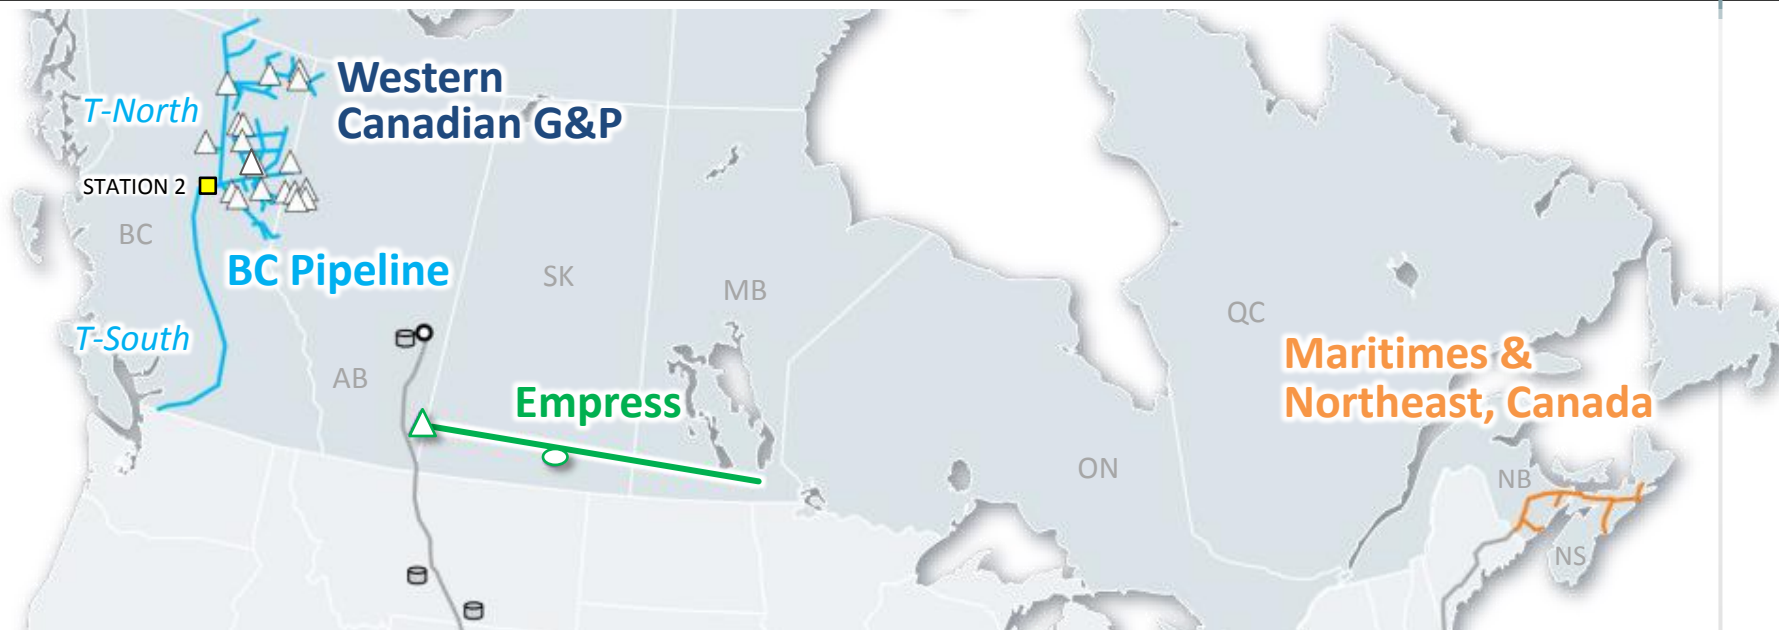 Western
Canadian G&P
T-North
STATION 2
BC
BC Pipeline
SK
MB
QC
T-South
Maritimes &
Northeast, Canada
AB
Empress
ON
NB
NS